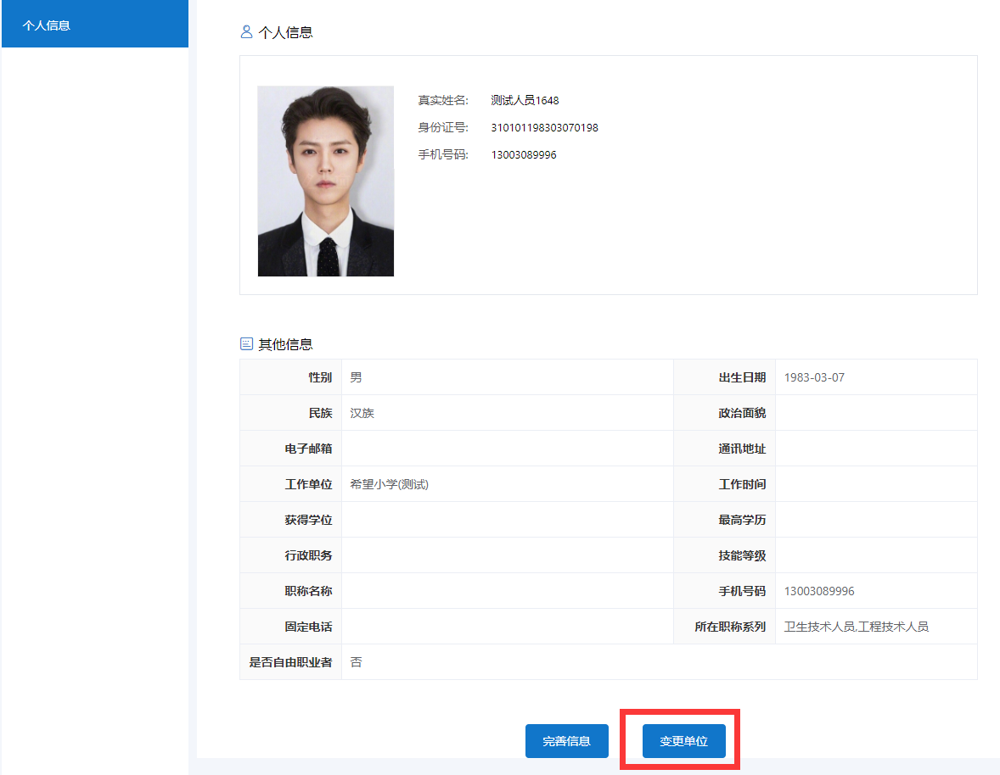 个人信息
个人信息
真实姓名: 测试人员1648
身份证号: 310101198303070198
手机号码: 13003089996
其他信息
性别 男 出生日期 1983-03-07
民族 汉族 政治面貌
电子邮箱 通讯地址
工作单位 希望小学(测试) 工作时间
获得学位 最高学历
行政职务 技能等级
职称名称 手机号码 13003089996
固定电话 所在职称系列 卫生技术人员,工程技术人员
是否自由职业者 否
完善信息 变更单位